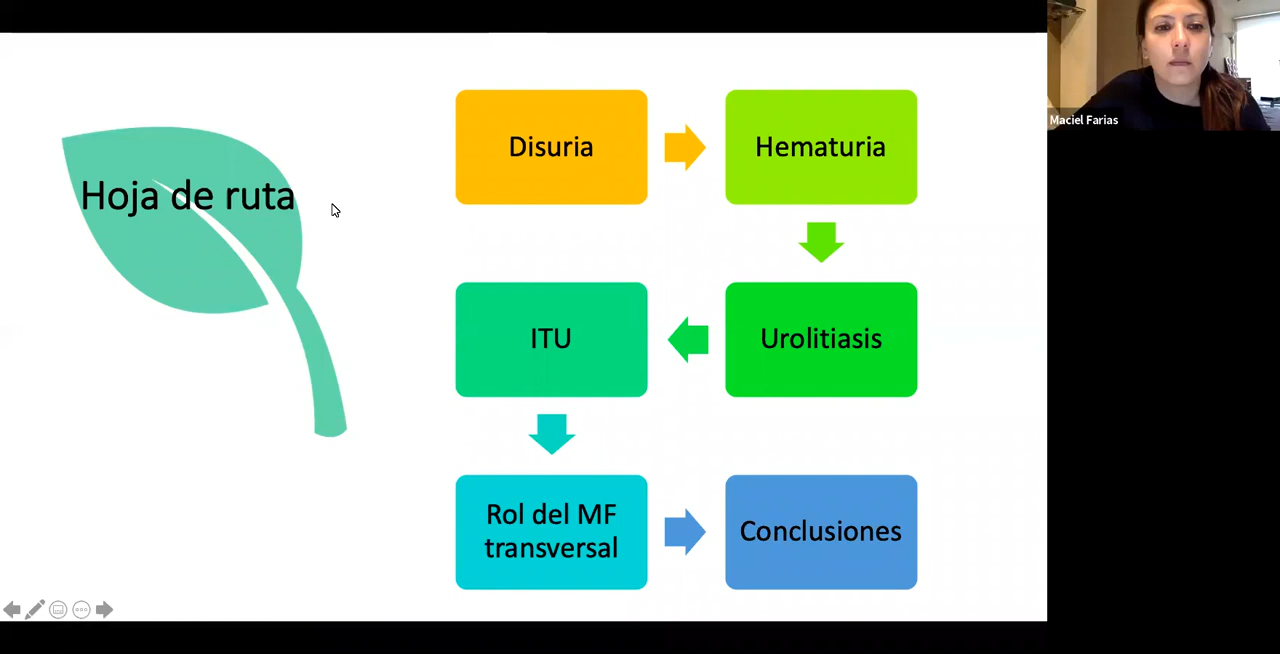 Hoja de ruta
Disuria
Hematuria
Urolitiasis
ITU
Rol del MF
transversal
Conclusiones
Maciel Farias